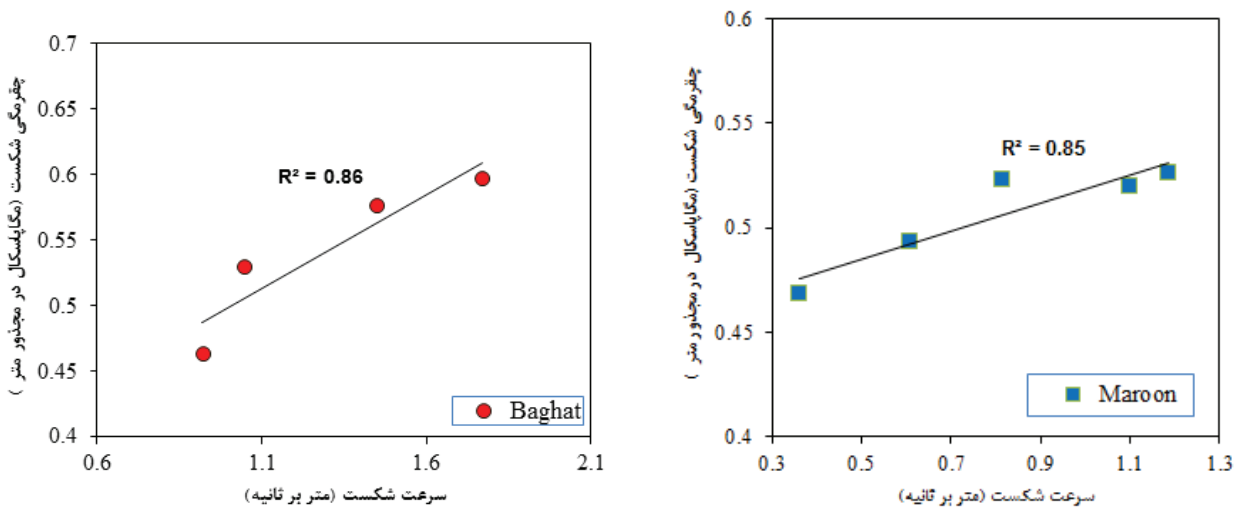 0.7
0.65
0.6
0.55
0.5
0.45
0.4
0.6
1.1
1.6
2.1
R² = 0.86
Baghat
چقرمگی شکست (مگاپاسکال در مجذور متر )
سرعت شکست (متر بر ثانیه)
0.6
0.55
0.5
0.45
0.4
0.3
0.5
0.7
0.9
1.1
1.3
R² = 0.85
Maroon
چقرمگی شکست (مگاپاسکال در مجذور متر )
سرعت شکست (متر بر ثانیه)